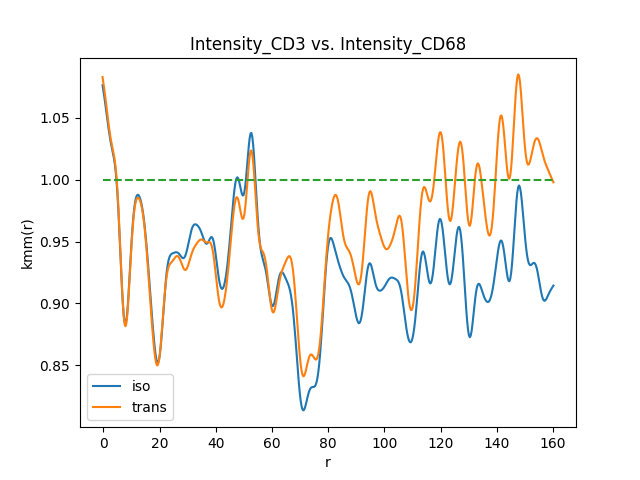 Intensity_CD3 vs. Intensity_CD68
kmm(r)
1.05
1.00
0.95
0.90
0.85
iso
trans
0 20 40 60 80 100 120 140 160
r